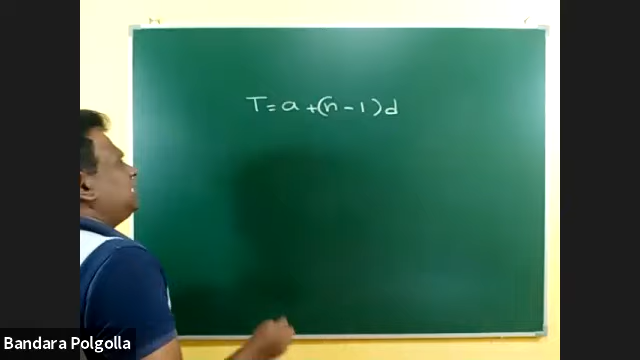 T = a + (n - 1) d
Bandara Polgolla